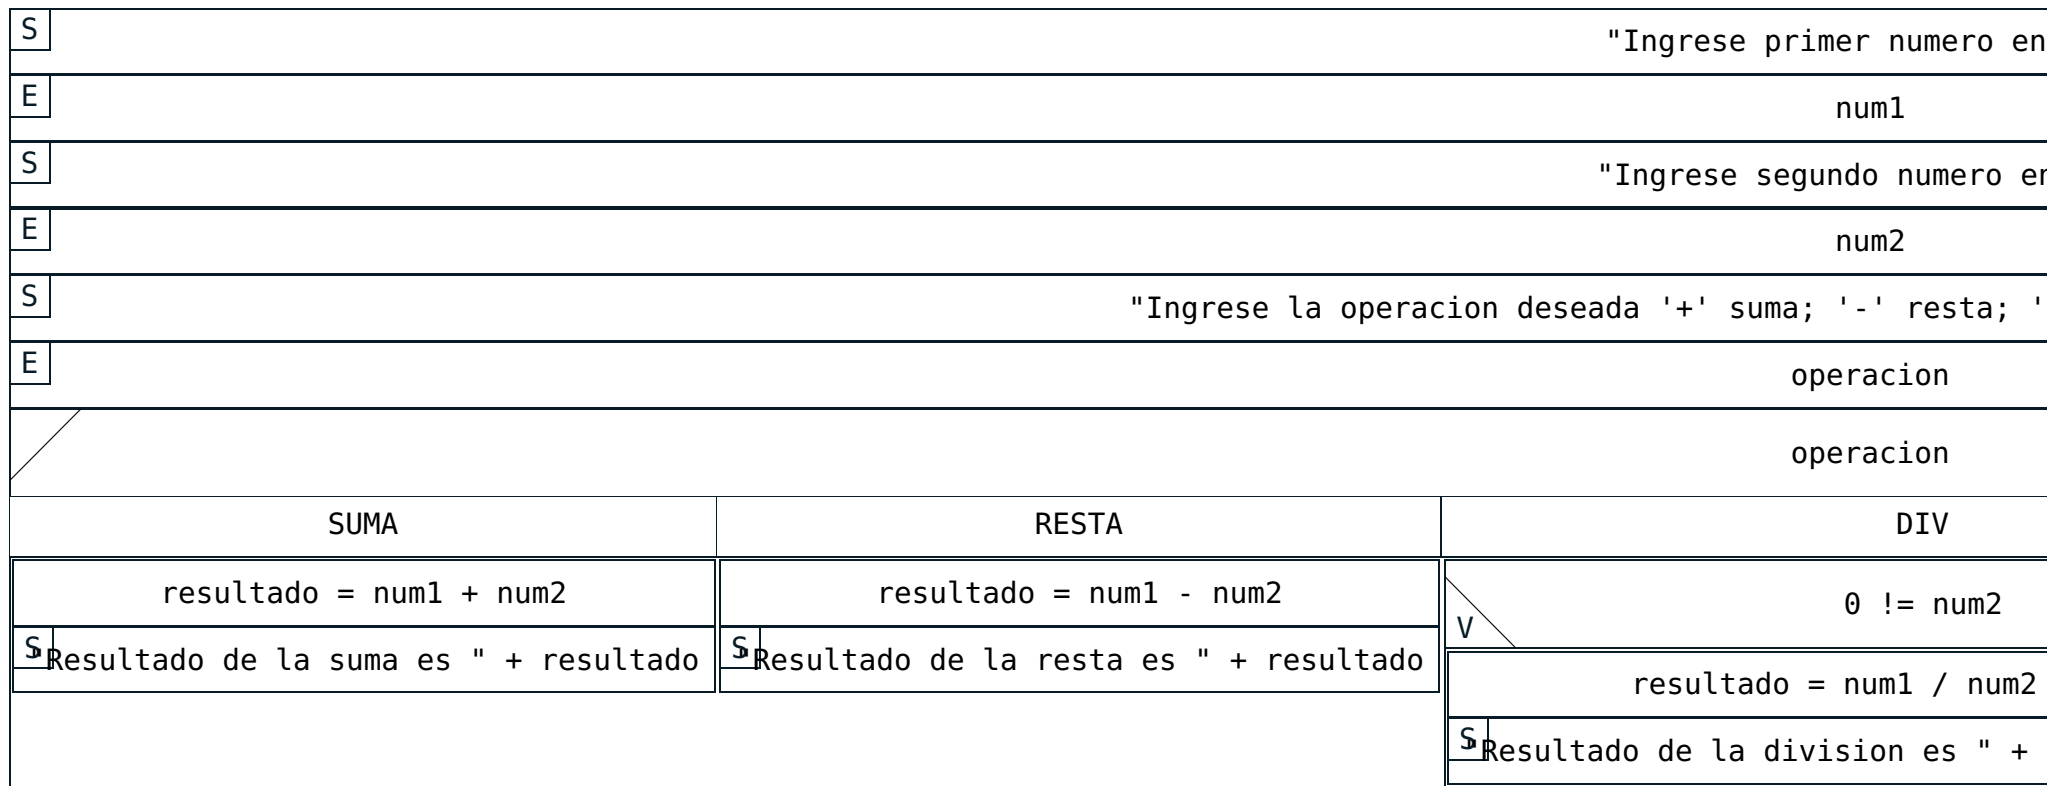 S
"Ingrese primer numero en
E
num1
S
"Ingrese segundo numero
E
num2
S
"Ingrese la operacion deseada '+' suma; '-' resta; '
E
operacion
operacion
SUMA RESTA DIV
resultado = num1 + num2
S "Resultado de la suma es " + resultado
resultado = num1 - num2
S "Resultado de la resta es " + resultado
0 != num2
V
resultado = num1 / num2
S "Resultado de la division es " +